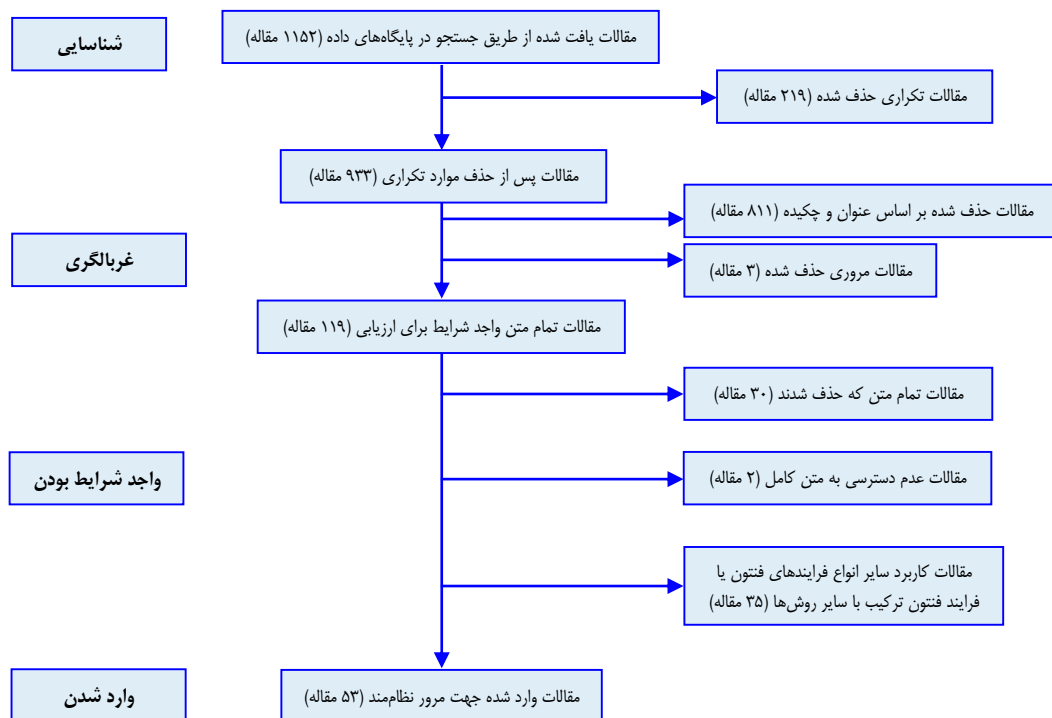 شناسایی
مقالات یافت شده از طریق جستجو در پایگاه‌های داده (۱۱۵۲ مقاله)
مقالات تکراری حذف شده (۲۱۹ مقاله)
مقالات پس از حذف موارد تکراری (۹۳۳ مقاله)
مقالات حذف شده بر اساس عنوان و چکیده (۸۱۱ مقاله)
غربالگری
مقالات مروری حذف شده (۳ مقاله)
مقالات تمام متن واجد شرایط برای ارزیابی (۱۱۹ مقاله)
مقالات تمام متن که حذف شدند (۳۰ مقاله)
واجد شرایط بودن
مقالات عدم دسترسی به متن کامل (۲ مقاله)
مقالات کاربرد سایر انواع فرایندهای فنتون یا
فرایند فنتون ترکیب با سایر روش‌ها (۳۵ مقاله)
وارد شدن
مقالات وارد شده جهت مرور نظام‌مند (۵۳ مقاله)